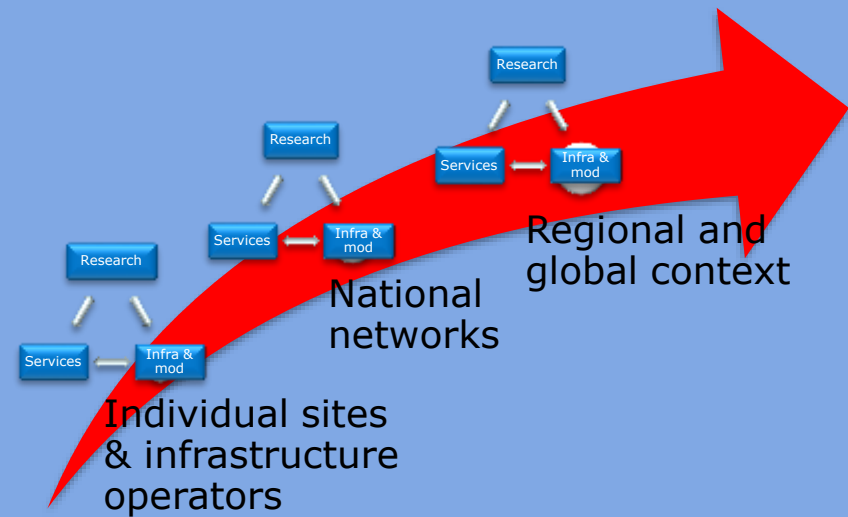 Research
Services
Infra &
mod
Research
Services
Infra &
mod
Research
Services
Infra &
mod
Regional and
global context
National
networks
Individual sites
& infrastructure
operators